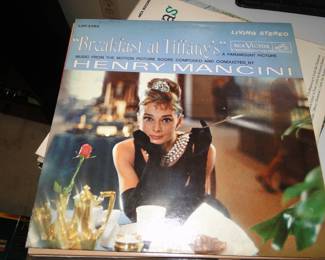 LIVING STEREO
"Breakfast at Tiffany's"
RCA VICTOR
A PARAMOUNT PICTURE
MUSIC FROM THE MOTION PICTURE SCORE COMPOSED AND CONDUCTED BY
HENRY MANCINI